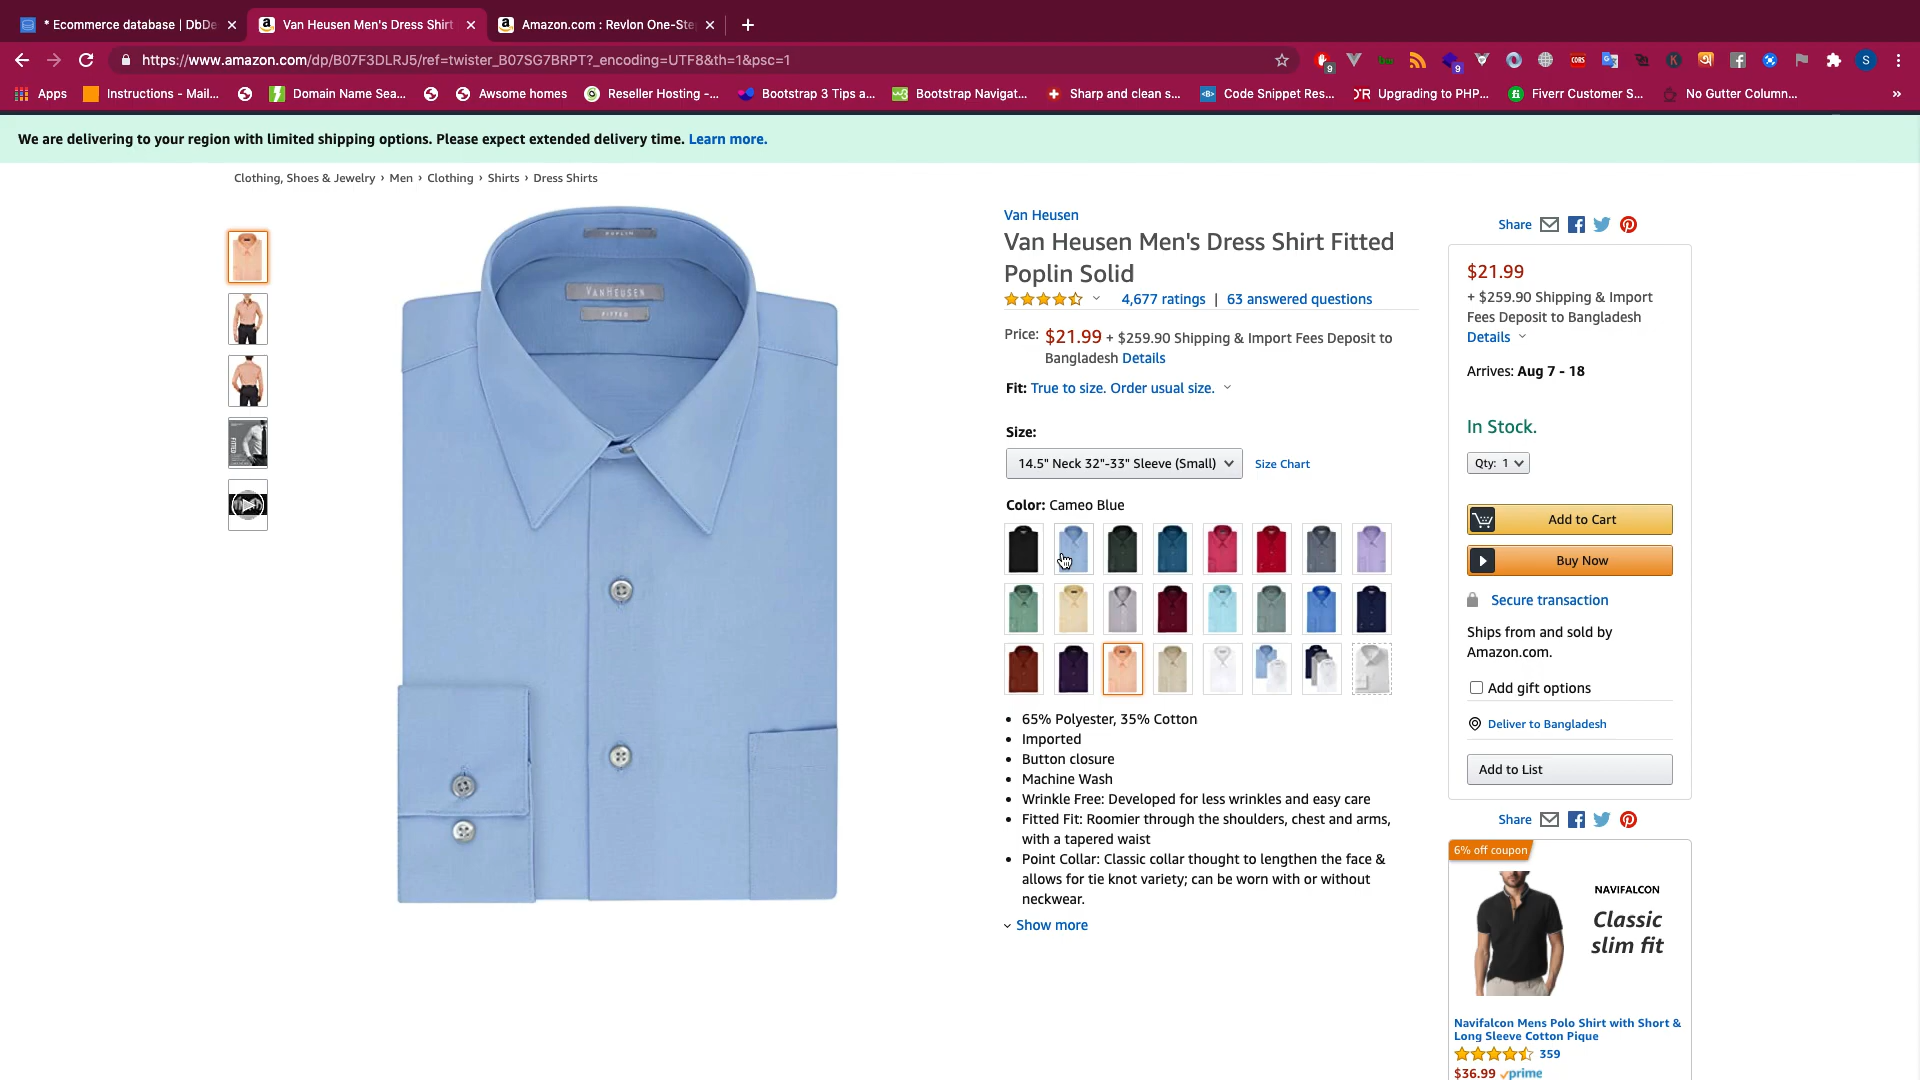 * Ecommerce database | DbDe
Van Heusen Men's Dress Shirt
Amazon.com : Revlon One-Ste
https://www.amazon.com/dp/B07F3DLRJ5/ref=twister_B07SG7BRPT?_encoding=UTF8&th=1&psc=1
Apps
Instructions - Mail...
Domain Name Sea...
Awsome homes
Reseller Hosting -...
Bootstrap 3 Tips a...
Bootstrap Navigat...
Sharp and clean s...
Code Snippet Res...
Upgrading to PHP...
Fiverr Customer S...
No Gutter Column...
»
We are delivering to your region with limited shipping options. Please expect extended delivery time. Learn more.
Clothing, Shoes & Jewelry › Men › Clothing › Shirts › Dress Shirts
POPLIN
VANHEUSEN
FITTED
Van Heusen
Van Heusen Men's Dress Shirt Fitted
Poplin Solid
4,677 ratings | 63 answered questions
Price: $21.99 + $259.90 Shipping & Import Fees Deposit to
Bangladesh Details
Fit: True to size. Order usual size.
Size:
14.5" Neck 32"-33" Sleeve (Small)
Size Chart
Color: Cameo Blue
65% Polyester, 35% Cotton
Imported
Button closure
Machine Wash
Wrinkle Free: Developed for less wrinkles and easy care
Fitted Fit: Roomier through the shoulders, chest and arms,
with a tapered waist
Point Collar: Classic collar thought to lengthen the face &
allows for tie knot variety; can be worn with or without
neckwear.
Show more
Share
$21.99
+ $259.90 Shipping & Import
Fees Deposit to Bangladesh
Details
Arrives: Aug 7 - 18
In Stock.
Qty: 1
Add to Cart
Buy Now
Secure transaction
Ships from and sold by
Amazon.com.
Add gift options
Deliver to Bangladesh
Add to List
Share
6% off coupon
NAVIFALCON
Classic
slim fit
Navifalcon Mens Polo Shirt with Short &
Long Sleeve Cotton Pique
359
$36.99 prime